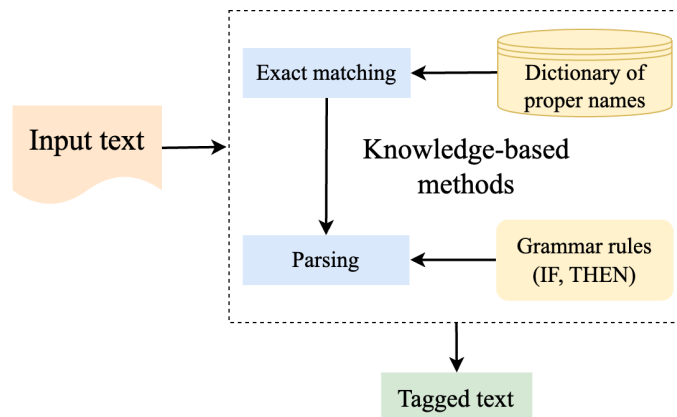 Exact matching
Dictionary of
proper names
Input text
Knowledge-based
methods
Parsing
Grammar rules
(IF, THEN)
Tagged text